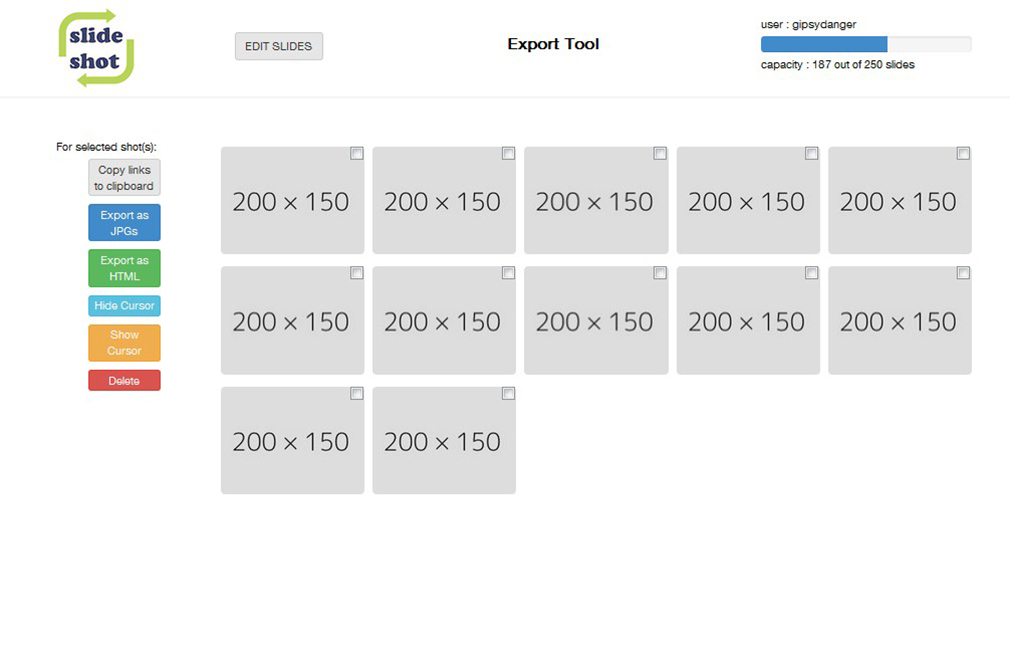 slide
shot
EDIT SLIDES
Export Tool
user : gipsydanger
capacity : 187 out of 250 slides
For selected shot(s):
Copy links
to clipboard
Export as
JPGs
Export as
HTML
Hide Cursor
Show
Cursor
Delete
200 × 150
200 × 150
200 × 150
200 × 150
200 × 150
200 × 150
200 × 150
200 × 150
200 × 150
200 × 150
200 × 150
200 × 150